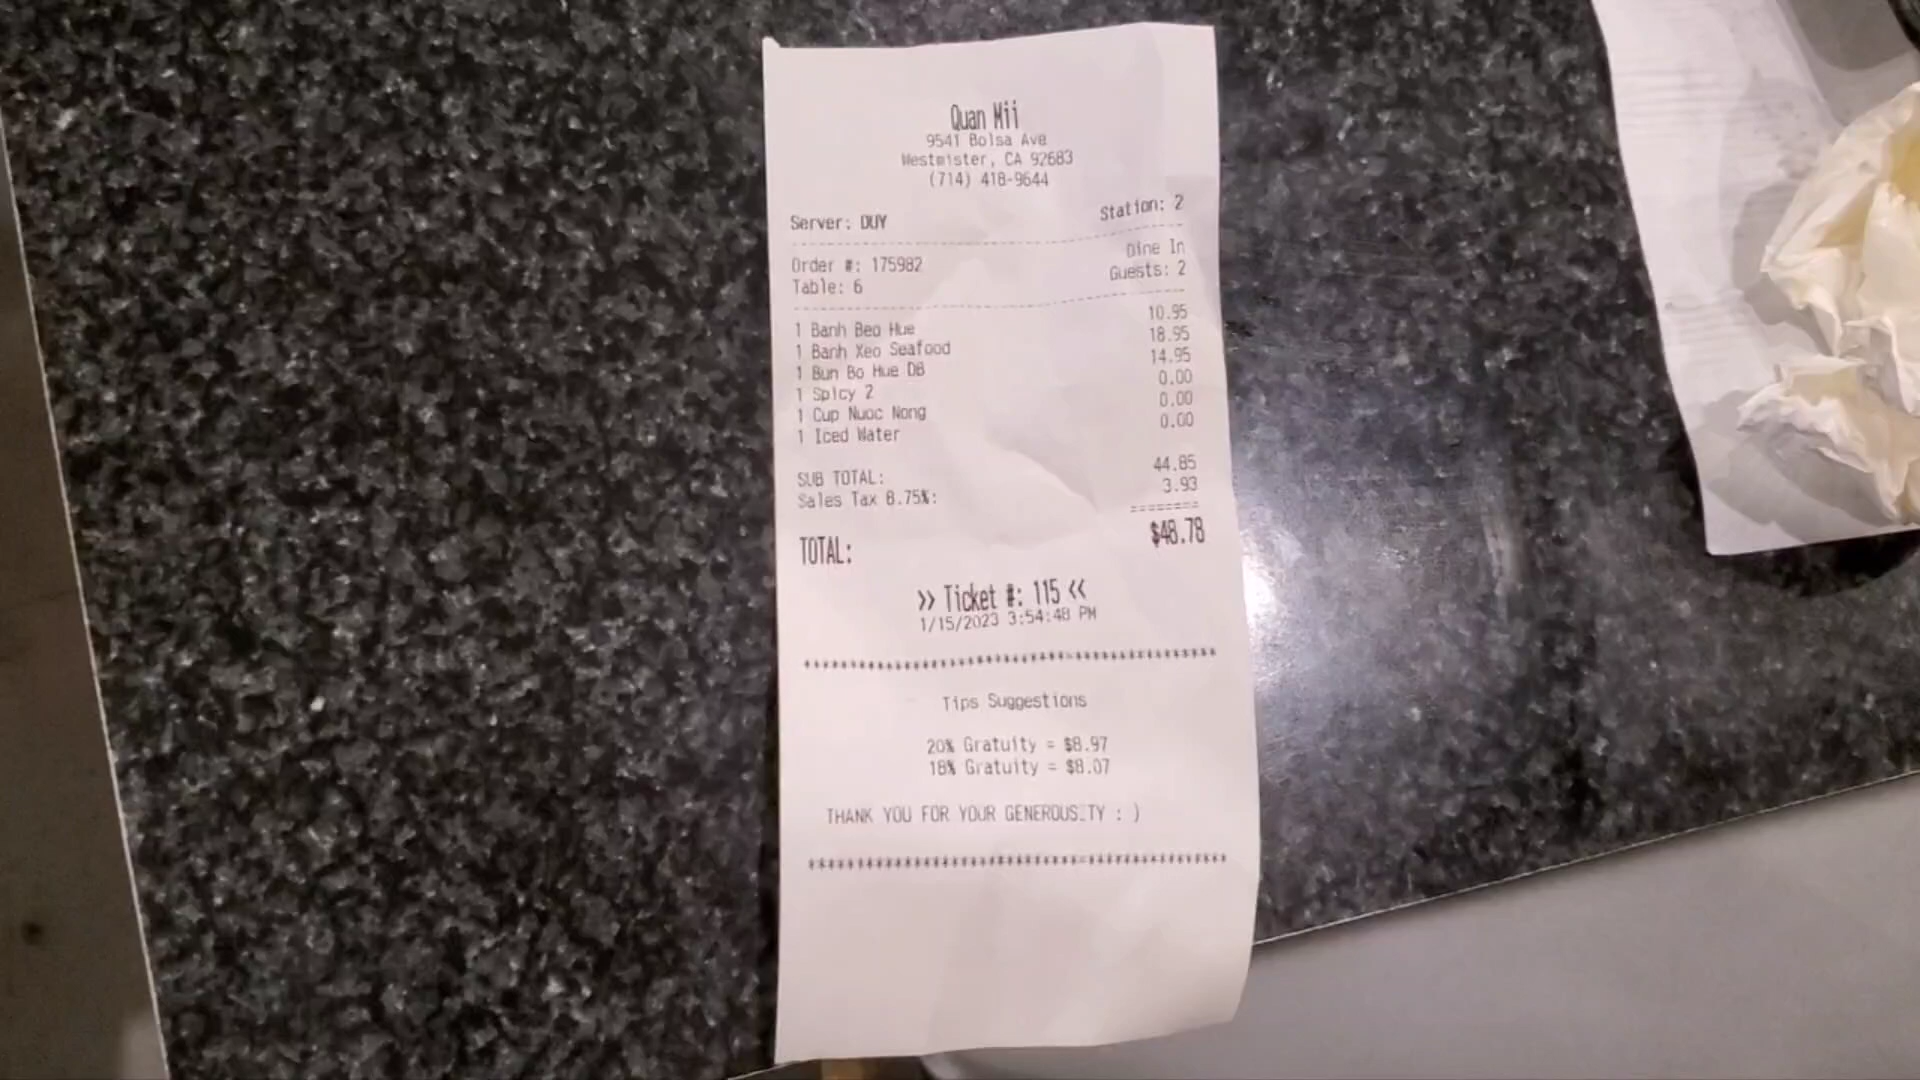 Quan Mii
9541 Bolsa Ave
Westmister, CA 92683
(714) 418-9644
Server: DUY Station: 2
Dine In
Order #: 175982 Guests: 2
Table: 6
1 Banh Beo Hue 10.95
1 Banh Xeo Seafood 18.95
1 Bun Bo Hue DB 14.95
1 Spicy 2 0.00
1 Cup Nuoc Nong 0.00
1 Iced Water 0.00
SUB TOTAL: 44.85
Sales Tax 8.75%: 3.93
========
TOTAL: $48.78
>> Ticket #: 115 <<
1/15/2023 3:54:48 PM
Tips Suggestions
20% Gratuity = $8.97
18% Gratuity = $8.07
THANK YOU FOR YOUR GENEROUSITY : )